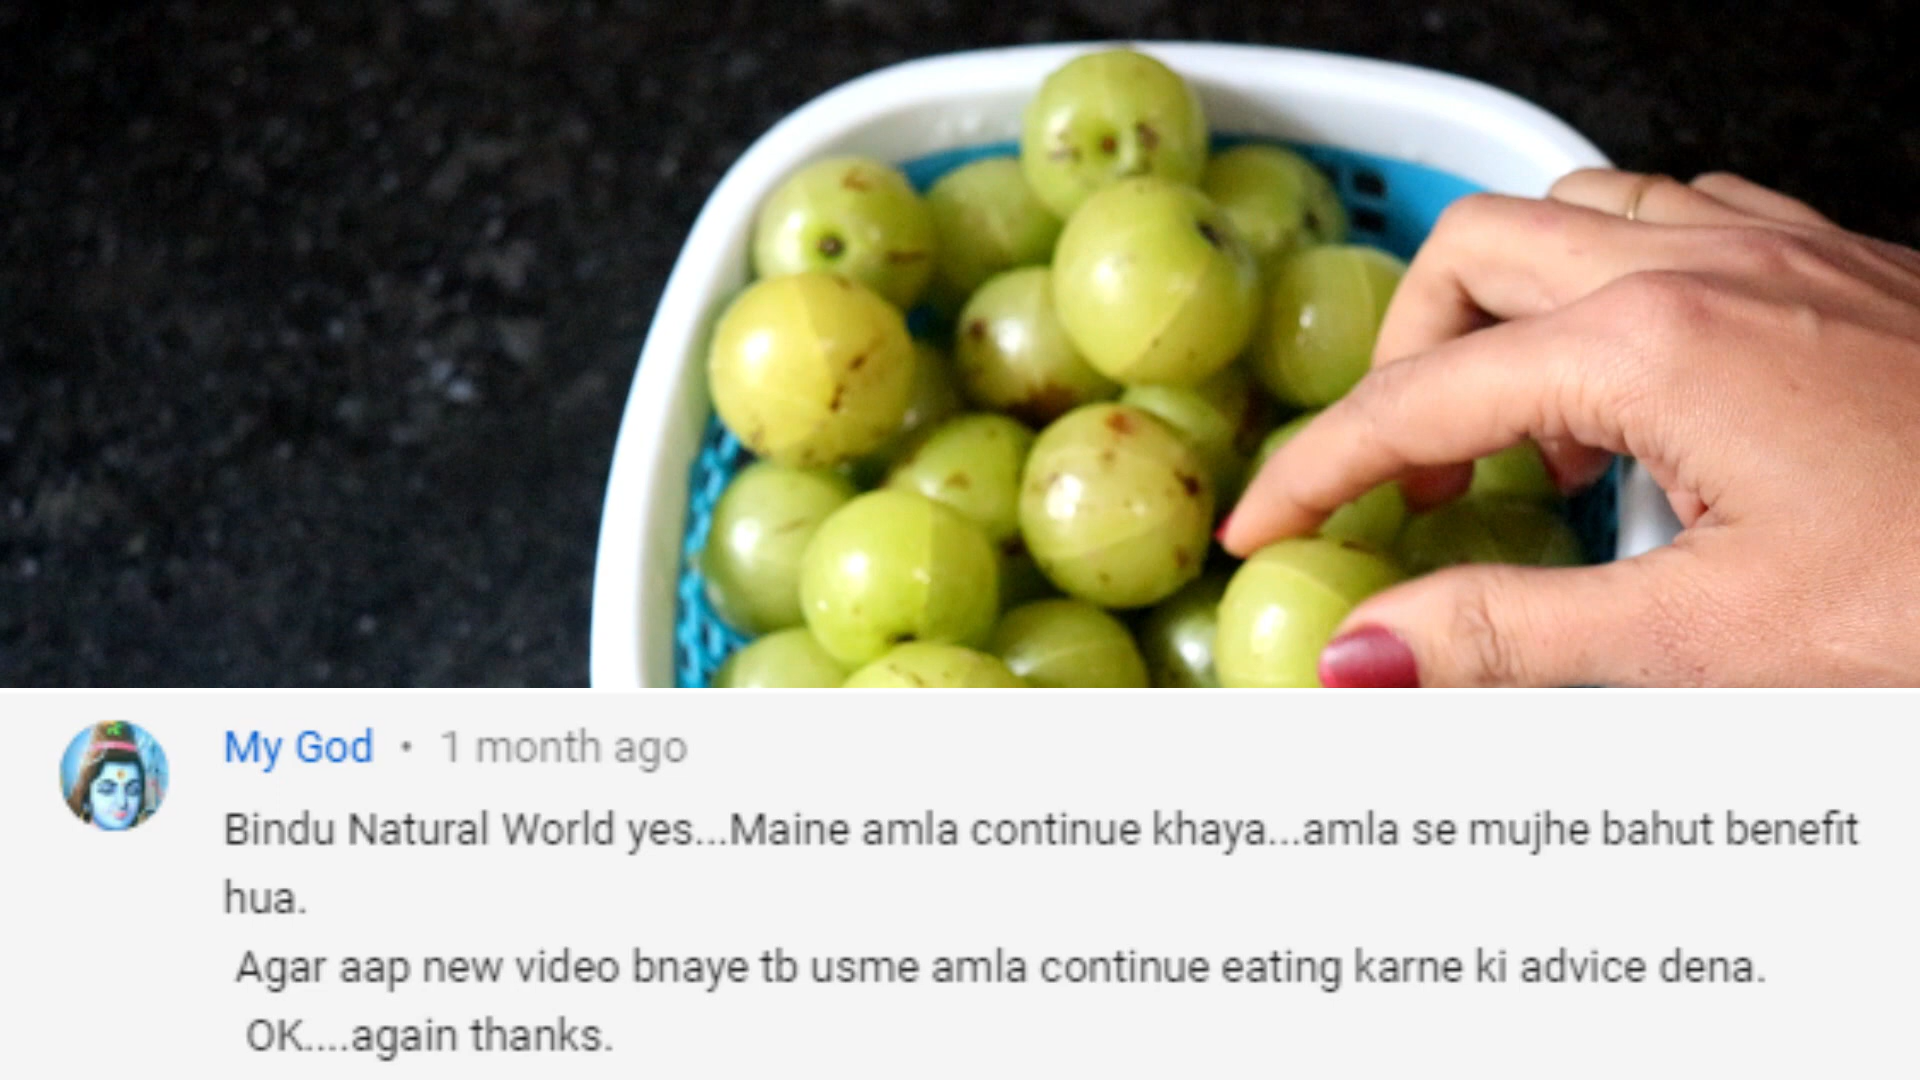 My God • 1 month ago
Bindu Natural World yes...Maine amla continue khaya...amla se mujhe bahut benefit
hua.
Agar aap new video bnaye tb usme amla continue eating karne ki advice dena.
OK....again thanks.